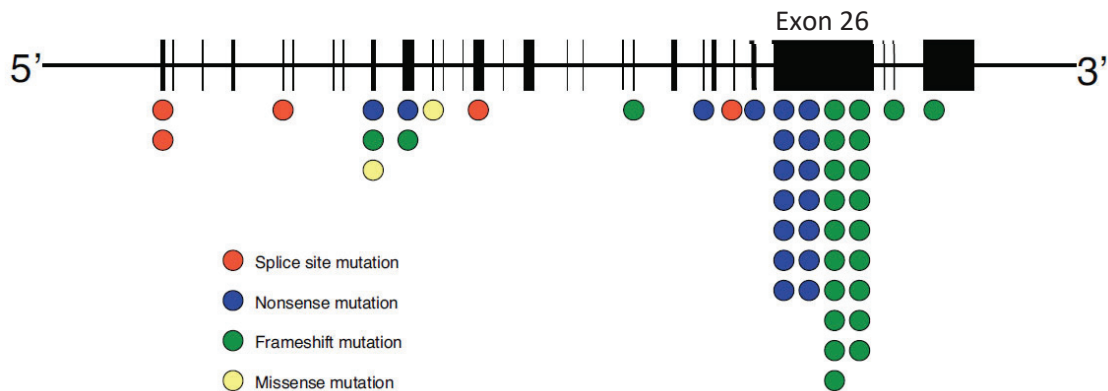 Exon 26
5’ 3’
Splice site mutation
Nonsense mutation
Frameshift mutation
Missense mutation